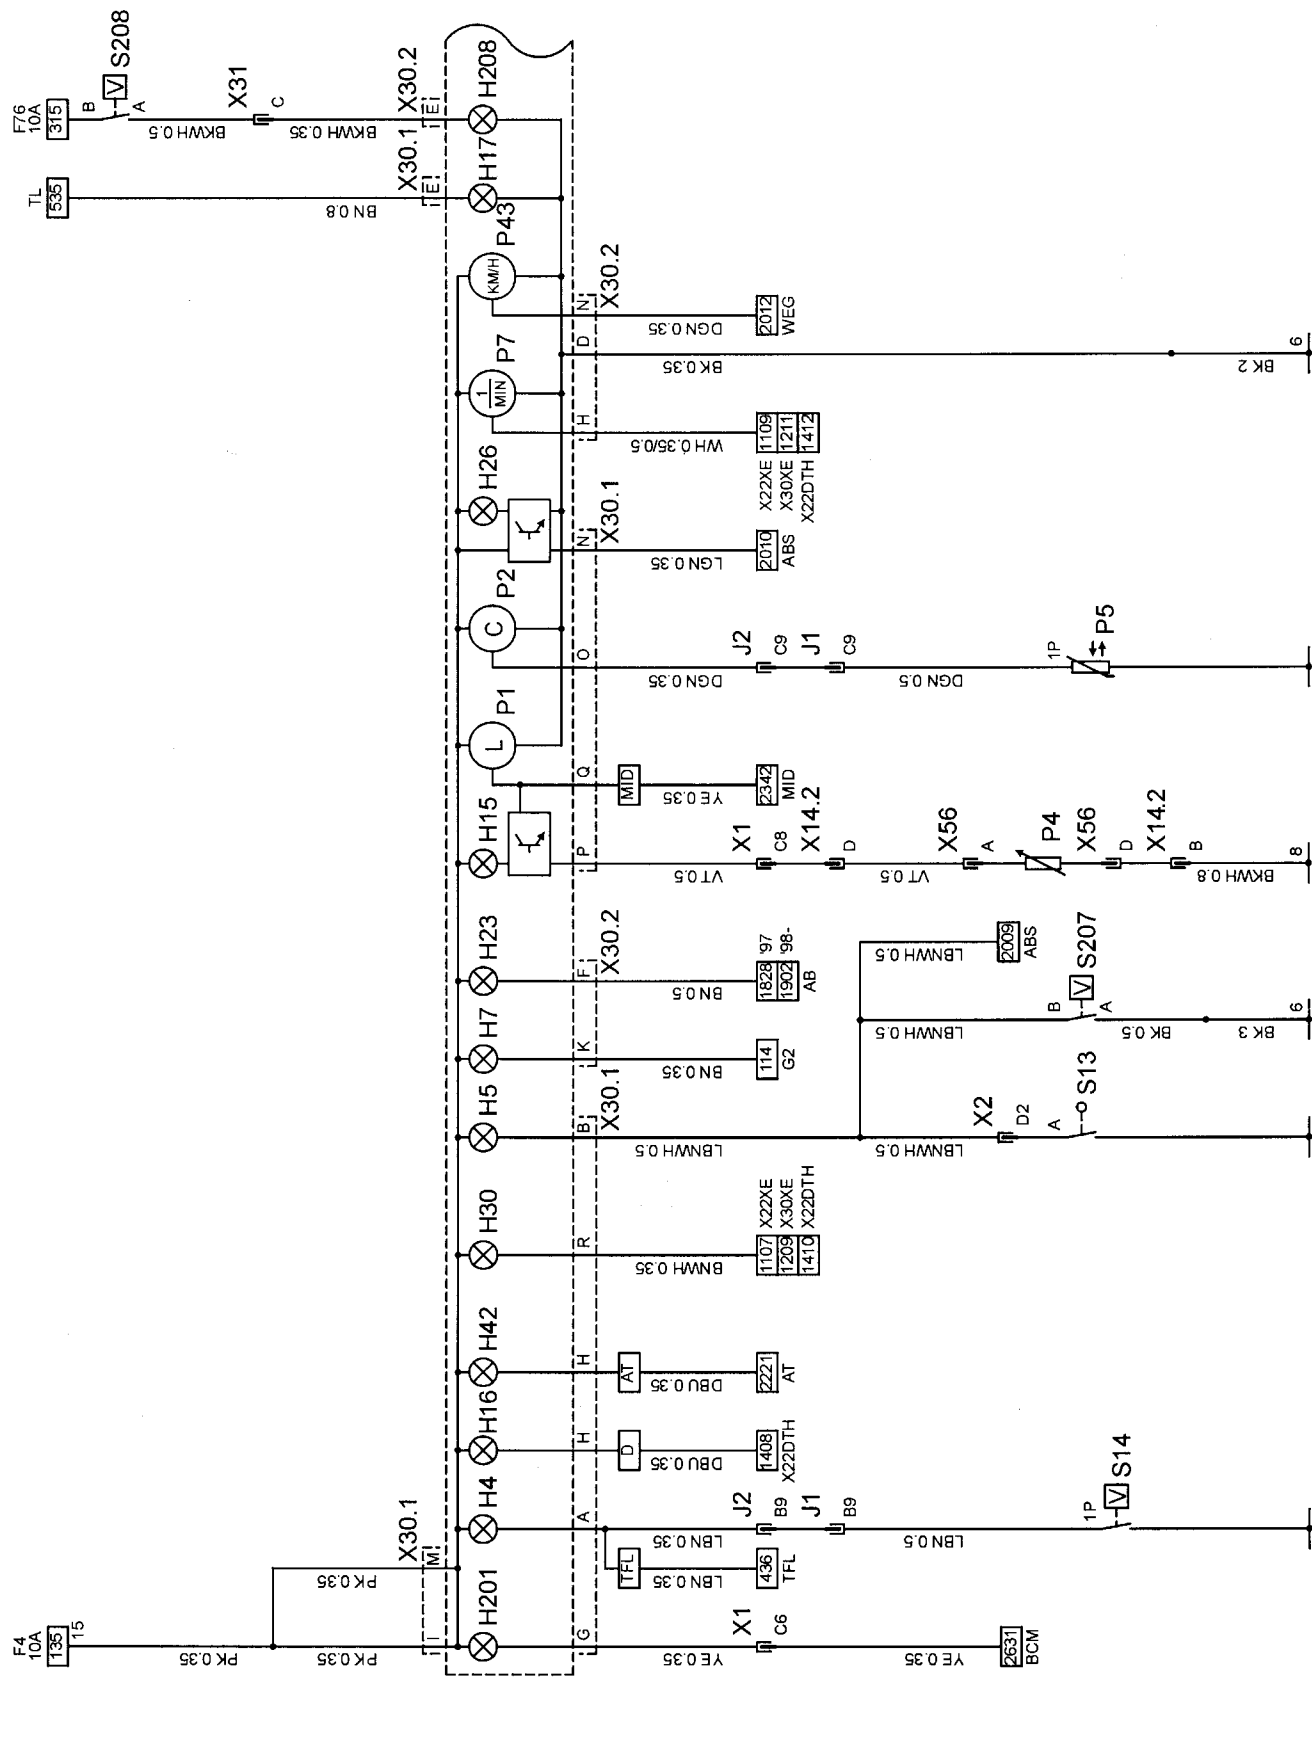 F4
10A
135
15
PK 0.35
PK 0.35
PK 0.35
X30.1
I
M
H201
G
YE 0.35
X1
C6
YE 0.35
2631
BCM
H4
A
TFL
LBN 0.35
436
TFL
LBN 0.35
J2
B9
J1
B9
LBN 0.5
1P
V
S14
H16
H
D
DBU 0.35
1408
X22DTH
H42
H
AT
DBU 0.35
2221
AT
H30
R
BNWH 0.35
1107 X22XE
1209 X30XE
1410 X22DTH
H5
B
X30.1
LBNWH 0.5
LBNWH 0.5
X2
D2
A
S13
LBNWH 0.5
B
V
S207
A
BK 0.5
BK 3
6
LBNWH 0.5
2009
ABS
H7
K
BN 0.35
114
G2
H23
F
X30.2
BN 0.5
1828 '97
1902 '98-
AB
H15
P
VT 0.5
X1
C8
X14.2
D
VT 0.5
X56
A
P4
X56
D
X14.2
B
BKWH 0.8
8
P1
L
Q
MID
YE 0.35
2342
MID
P2
C
O
DGN 0.35
J2
C9
J1
C9
DGN 0.5
1P
P5
H26
N
X30.1
LGN 0.35
2010
ABS
P7
1
MIN
H
WH 0.35/0.5
1109
1211
1412
X22XE
X30XE
X22DTH
D
BK 0.35
BK 2
6
P43
KM/H
N
X30.2
DGN 0.35
2012
WEG
TL
535
BN 0.8
X30.1
E
H17
F76
10A
315
B
V
S208
A
BKWH 0.5
X31
C
BKWH 0.35
X30.2
E
H208